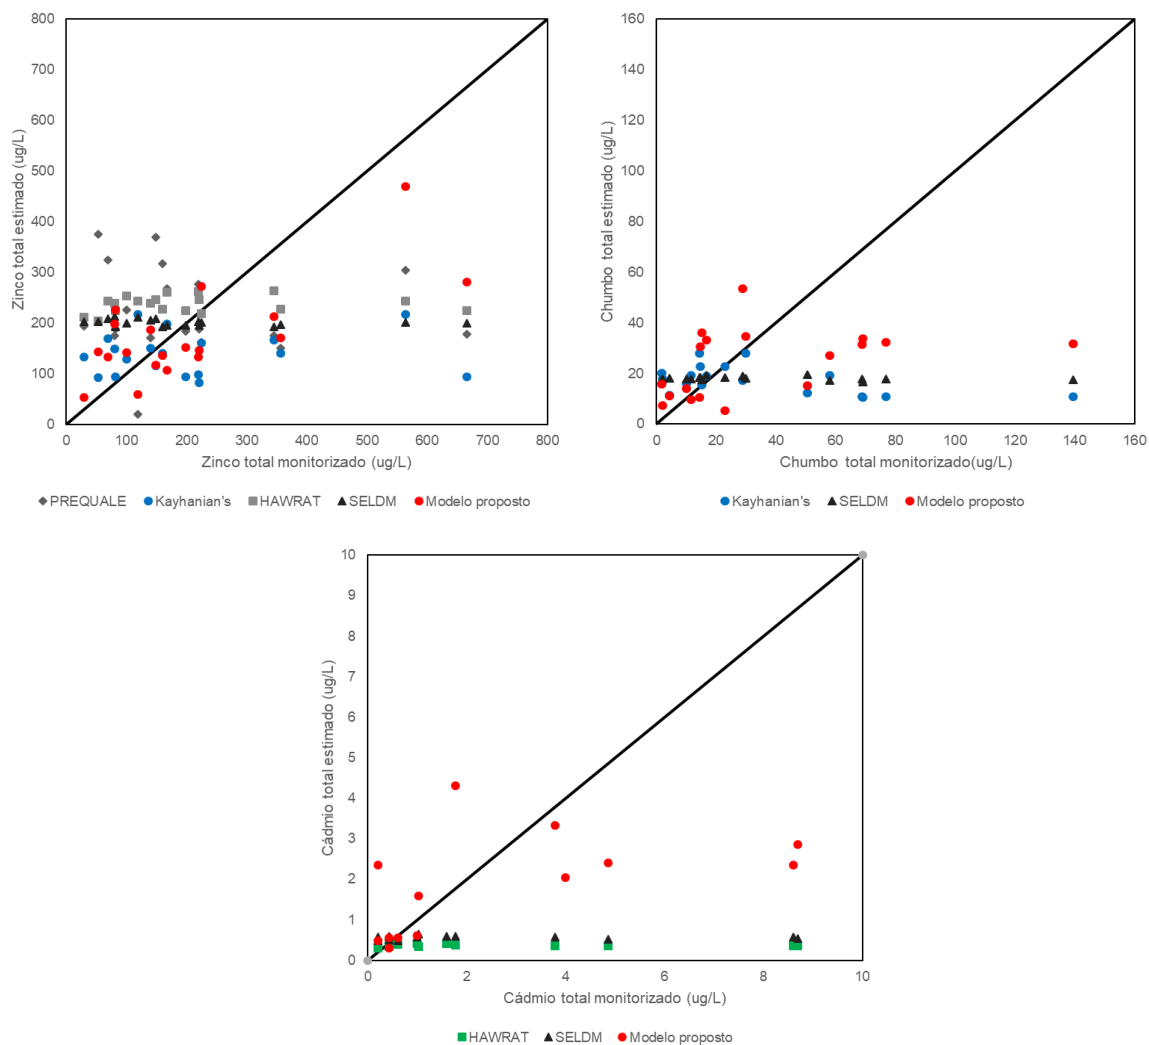 Zinco total estimado (ug/L)
800
700
600
500
400
300
200
100
0
0 100 200 300 400 500 600 700 800
Zinco total monitorizado (ug/L)
PREQUALE Kayhanian's HAWRAT SELDM Modelo proposto
Chumbo total estimado (ug/L)
160
140
120
100
80
60
40
20
0
0 20 40 60 80 100 120 140 160
Chumbo total monitorizado(ug/L)
Kayhanian's SELDM Modelo proposto
Cádmio total estimado (ug/L)
10
9
8
7
6
5
4
3
2
1
0
0 2 4 6 8 10
Cádmio total monitorizado (ug/L)
HAWRAT SELDM Modelo proposto